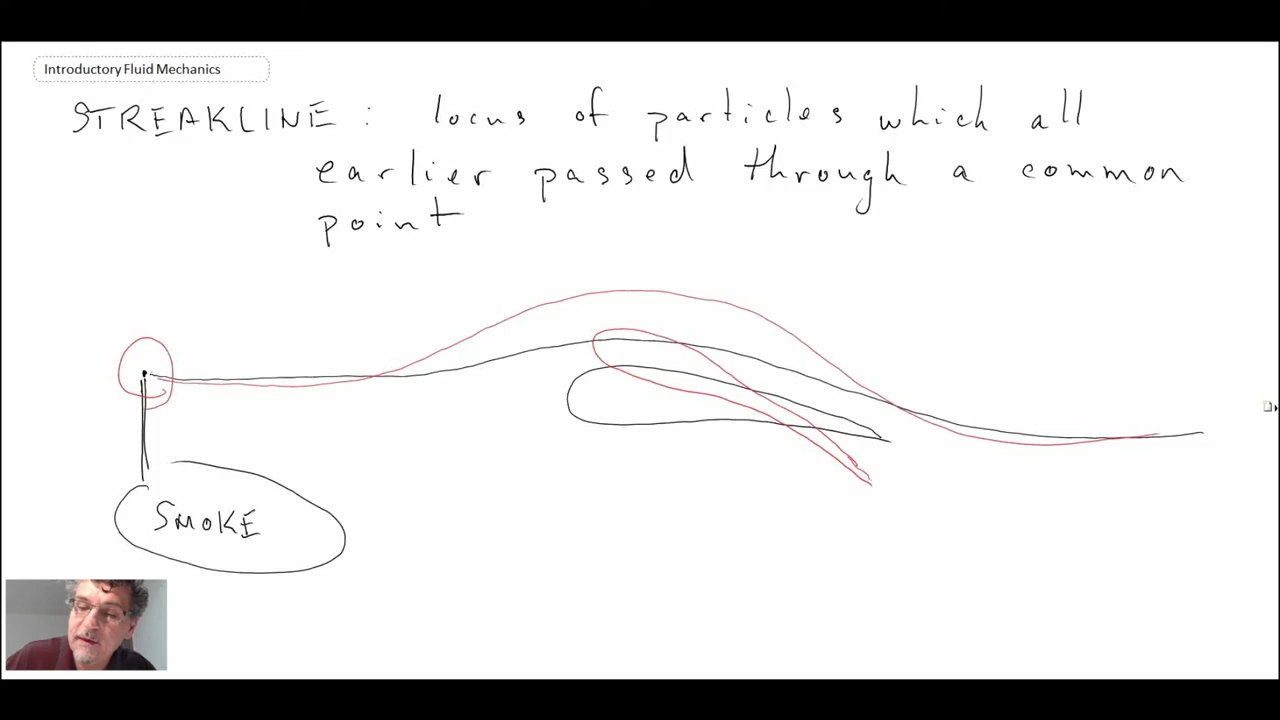 Introductory Fluid Mechanics
STREAKLINE : locus of particles which all
earlier passed through a common
point
SMOKE